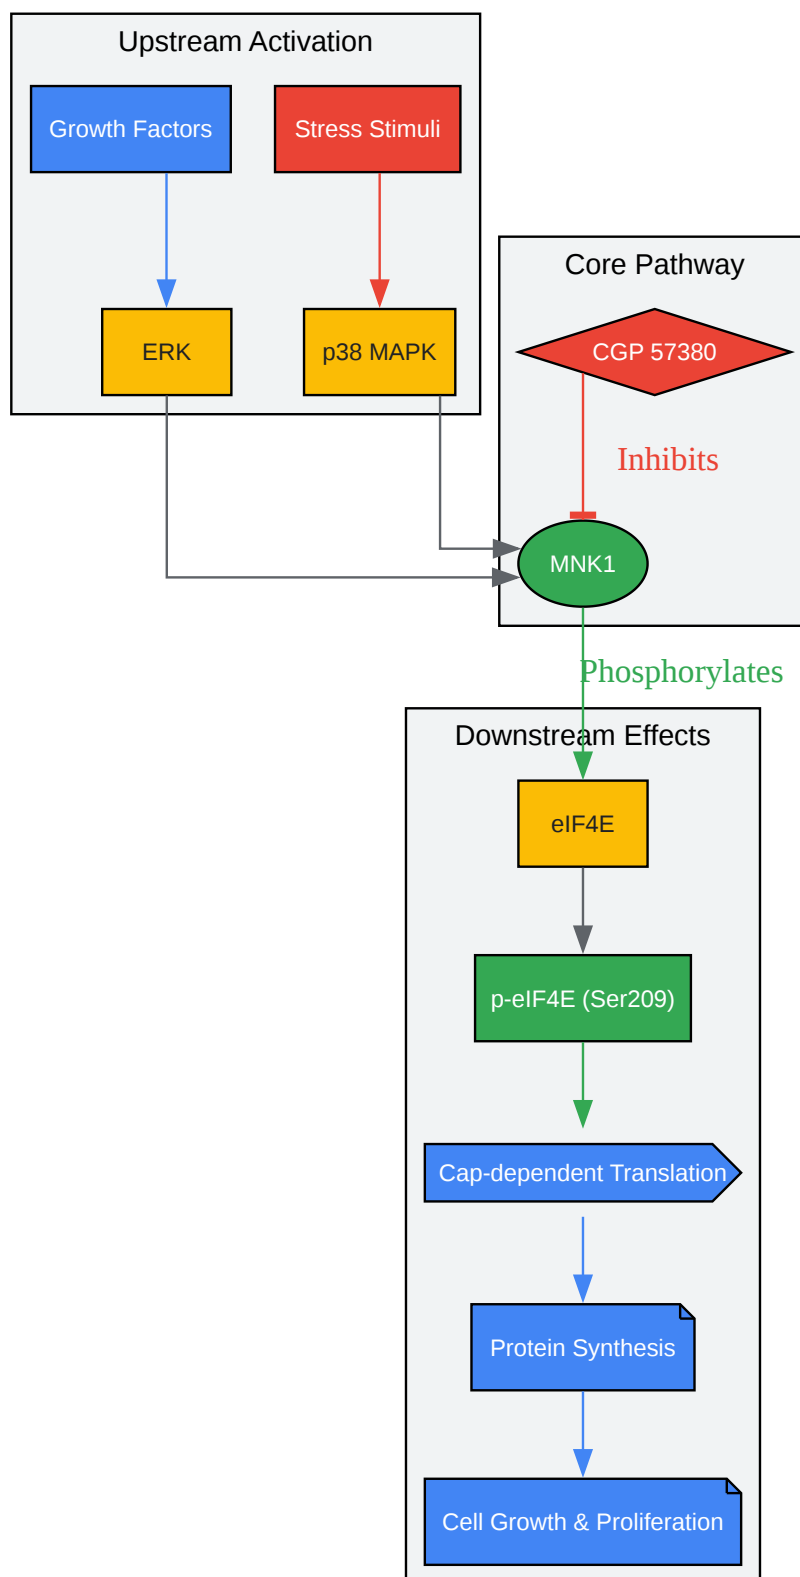 Upstream Activation
Growth Factors
Stress Stimuli
ERK
p38 MAPK
Core Pathway
CGP 57380
Inhibits
MNK1
Phosphorylates
Downstream Effects
eIF4E
p-eIF4E (Ser209)
Cap-dependent Translation
Protein Synthesis
Cell Growth & Proliferation